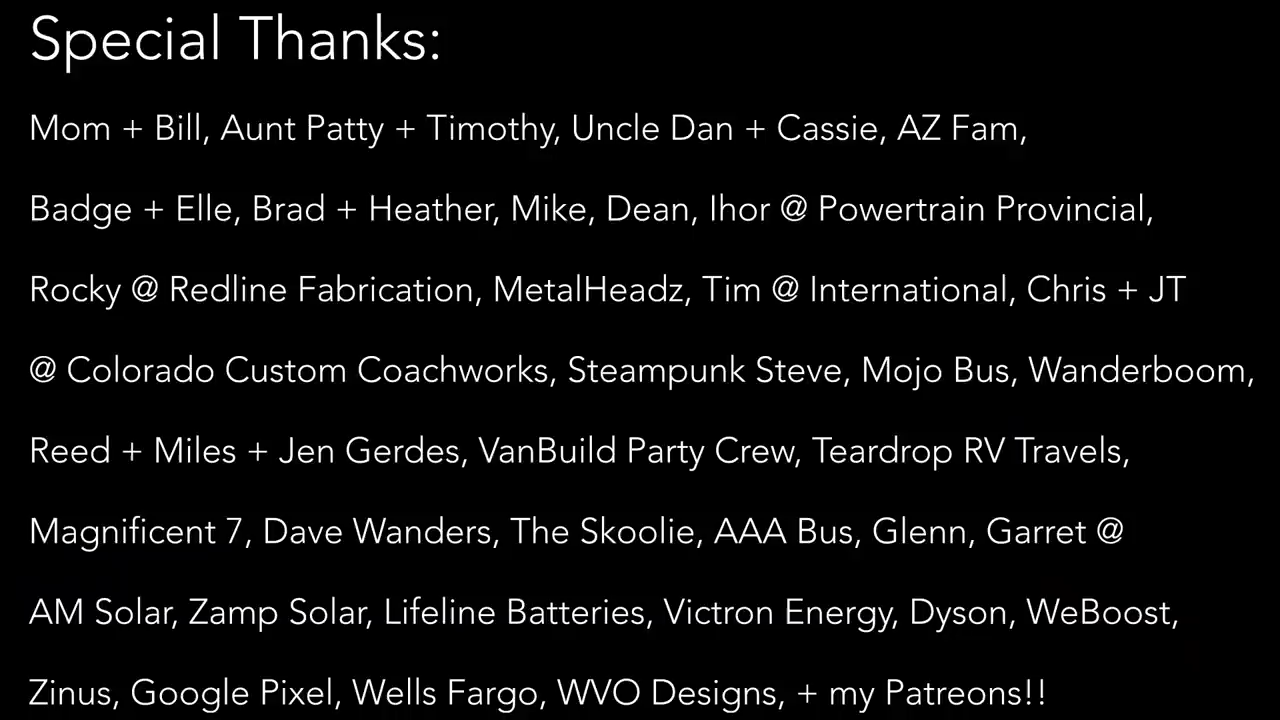 Special Thanks:
Mom + Bill, Aunt Patty + Timothy, Uncle Dan + Cassie, AZ Fam,
Badge + Elle, Brad + Heather, Mike, Dean, Ihor @ Powertrain Provincial,
Rocky @ Redline Fabrication, MetalHeadz, Tim @ International, Chris + JT
@ Colorado Custom Coachworks, Steampunk Steve, Mojo Bus, Wanderboom,
Reed + Miles + Jen Gerdes, VanBuild Party Crew, Teardrop RV Travels,
Magnificent 7, Dave Wanders, The Skoolie, AAA Bus, Glenn, Garret @
AM Solar, Zamp Solar, Lifeline Batteries, Victron Energy, Dyson, WeBoost,
Zinus, Google Pixel, Wells Fargo, WVO Designs, + my Patreons!!